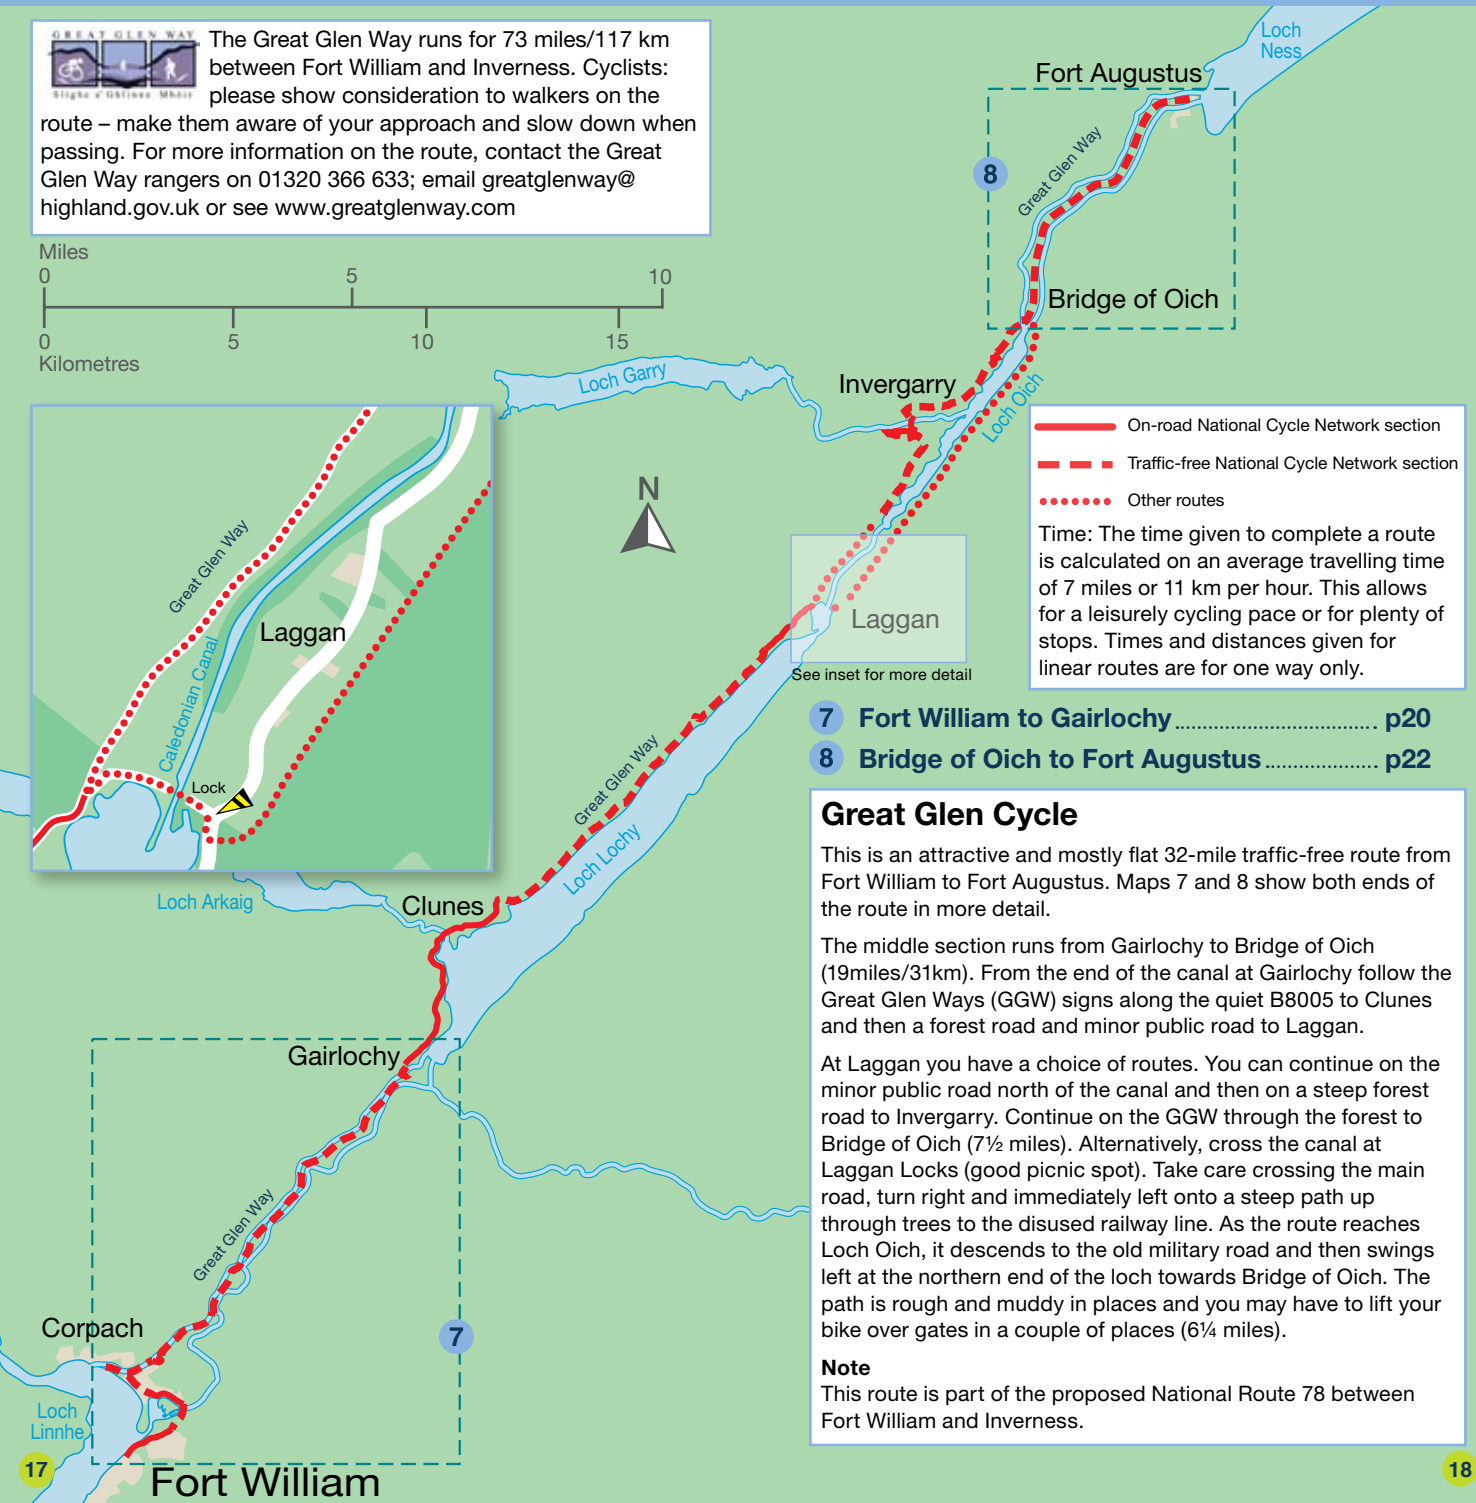 GREAT GLEN WAY
Slighe a' Ghlinne Mhòir
The Great Glen Way runs for 73 miles/117 km
between Fort William and Inverness. Cyclists:
please show consideration to walkers on the
route – make them aware of your approach and slow down when
passing. For more information on the route, contact the Great
Glen Way rangers on 01320 366 633; email greatglenway@
highland.gov.uk or see www.greatglenway.com
Miles
0 5 10
0 5 10 15
Kilometres
Loch
Ness
Fort Augustus
8
Great Glen Way
Bridge of Oich
Loch Garry
Invergarry
Loch Oich
N
Laggan
See inset for more detail
Great Glen Way
Laggan
Caledonian Canal
Lock
On-road National Cycle Network section
Traffic-free National Cycle Network section
Other routes
Time: The time given to complete a route
is calculated on an average travelling time
of 7 miles or 11 km per hour. This allows
for a leisurely cycling pace or for plenty of
stops. Times and distances given for
linear routes are for one way only.
7 Fort William to Gairlochy................................. p20
8 Bridge of Oich to Fort Augustus................... p22
Great Glen Way
Loch Lochy
Loch Arkaig
Clunes
Gairlochy
Great Glen Way
Corpach
7
Loch
Linnhe
17
Fort William
Great Glen Cycle
This is an attractive and mostly flat 32-mile traffic-free route from
Fort William to Fort Augustus. Maps 7 and 8 show both ends of
the route in more detail.
The middle section runs from Gairlochy to Bridge of Oich
(19miles/31km). From the end of the canal at Gairlochy follow the
Great Glen Ways (GGW) signs along the quiet B8005 to Clunes
and then a forest road and minor public road to Laggan.
At Laggan you have a choice of routes. You can continue on the
minor public road north of the canal and then on a steep forest
road to Invergarry. Continue on the GGW through the forest to
Bridge of Oich (7½ miles). Alternatively, cross the canal at
Laggan Locks (good picnic spot). Take care crossing the main
road, turn right and immediately left onto a steep path up
through trees to the disused railway line. As the route reaches
Loch Oich, it descends to the old military road and then swings
left at the northern end of the loch towards Bridge of Oich. The
path is rough and muddy in places and you may have to lift your
bike over gates in a couple of places (6¼ miles).
Note
This route is part of the proposed National Route 78 between
Fort William and Inverness.
18